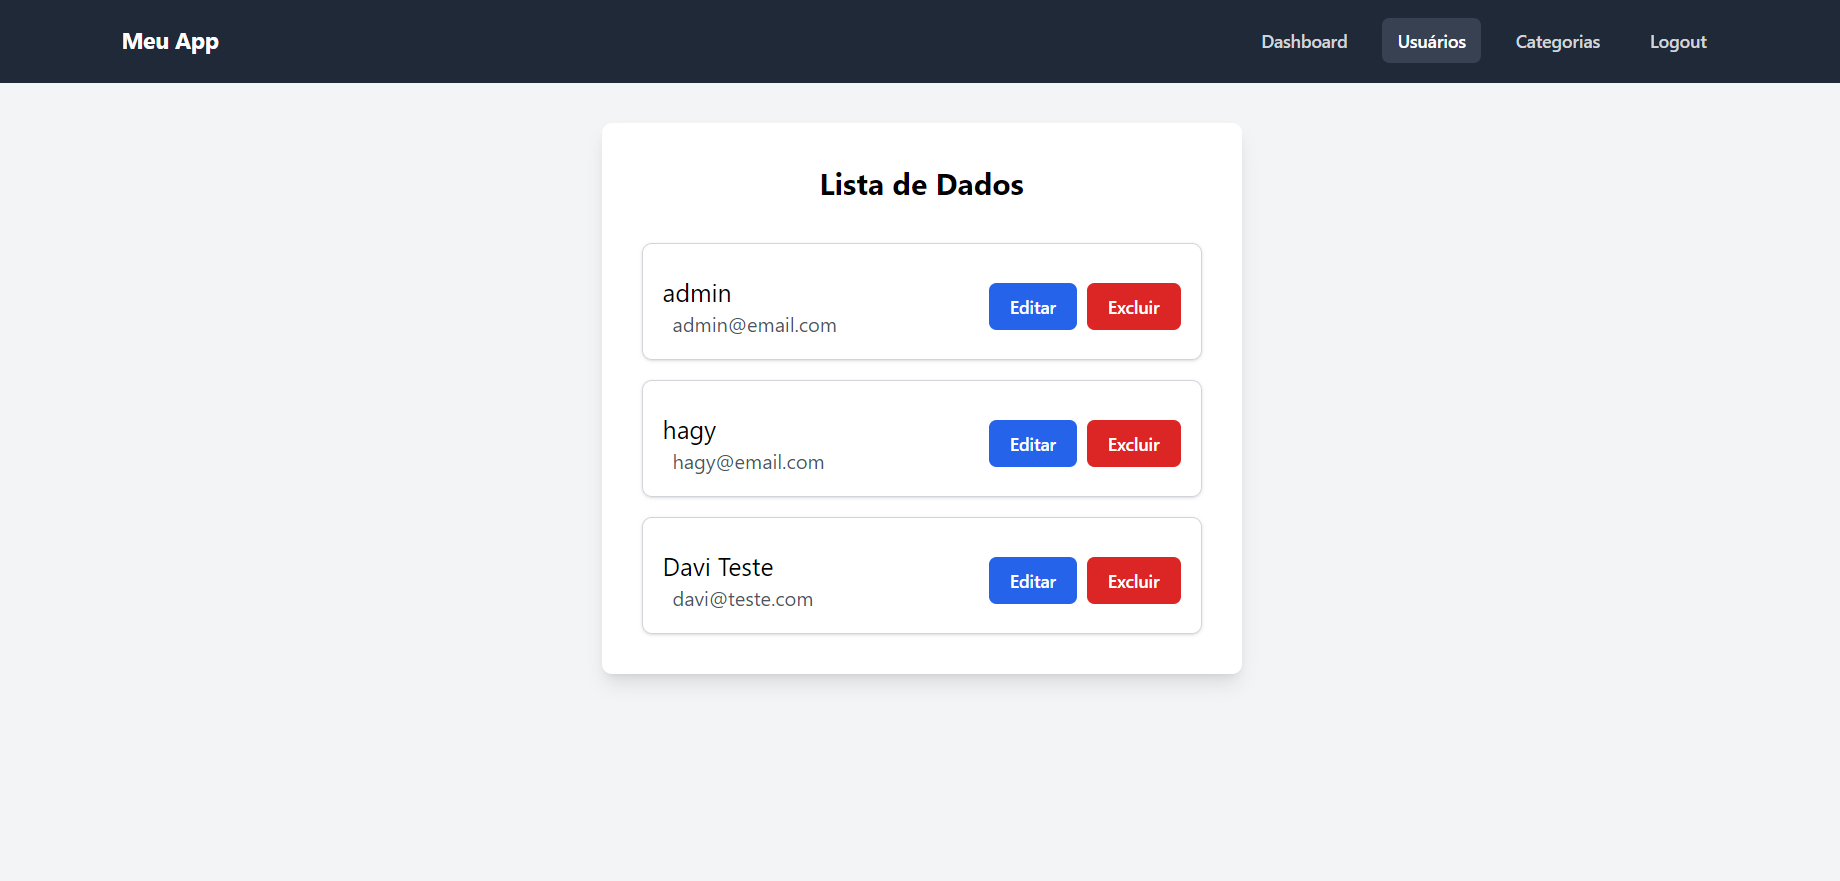 Meu App
Dashboard Usuários Categorias Logout
Lista de Dados
admin
admin@email.com
Editar Excluir
hagy
hagy@email.com
Editar Excluir
Davi Teste
davi@teste.com
Editar Excluir